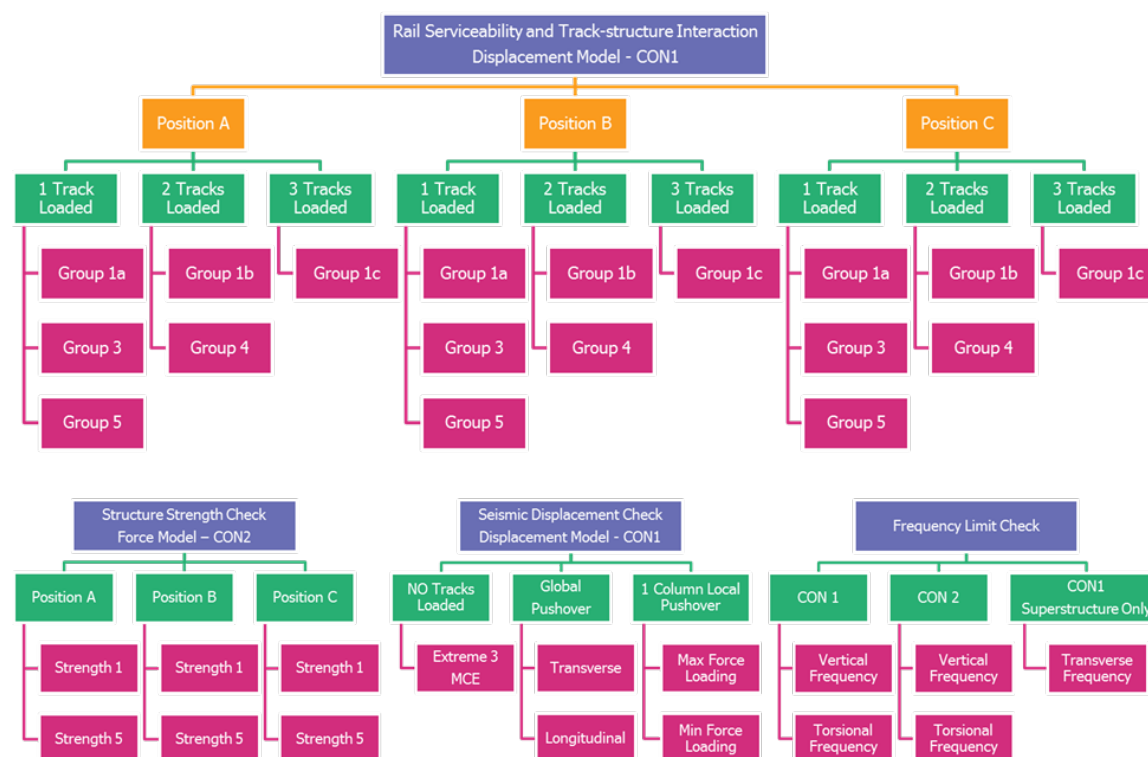 Rail Serviceability and Track-structure Interaction
Displacement Model - CON1
Position A
Position B
Position C
1 Track
Loaded
2 Tracks
Loaded
3 Tracks
Loaded
1 Track
Loaded
2 Tracks
Loaded
3 Tracks
Loaded
1 Track
Loaded
2 Tracks
Loaded
3 Tracks
Loaded
Group 1a
Group 1b
Group 1c
Group 1a
Group 1b
Group 1c
Group 1a
Group 1b
Group 1c
Group 3
Group 4
Group 3
Group 4
Group 3
Group 4
Group 5
Group 5
Group 5
Structure Strength Check
Force Model – CON2
Position A
Position B
Position C
Strength 1
Strength 1
Strength 1
Strength 5
Strength 5
Strength 5
Seismic Displacement Check
Displacement Model - CON1
NO Tracks
Loaded
Global
Pushover
1 Column Local
Pushover
Extreme 3
MCE
Transverse
Max Force
Loading
Longitudinal
Min Force
Loading
Frequency Limit Check
CON 1
CON 2
CON1
Superstructure Only
Vertical
Frequency
Vertical
Frequency
Transverse
Frequency
Torsional
Frequency
Torsional
Frequency